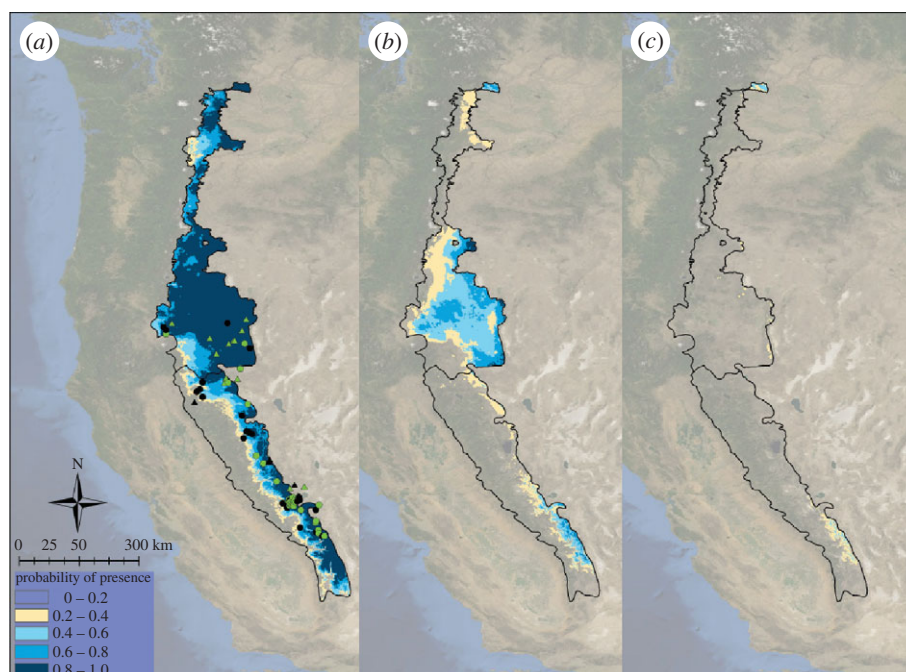 (a)
(b)
(c)
N
0 25 50 150 300 km
probability of presence
0 – 0.2
0.2 – 0.4
0.4 – 0.6
0.6 – 0.8
0.8 – 1.0